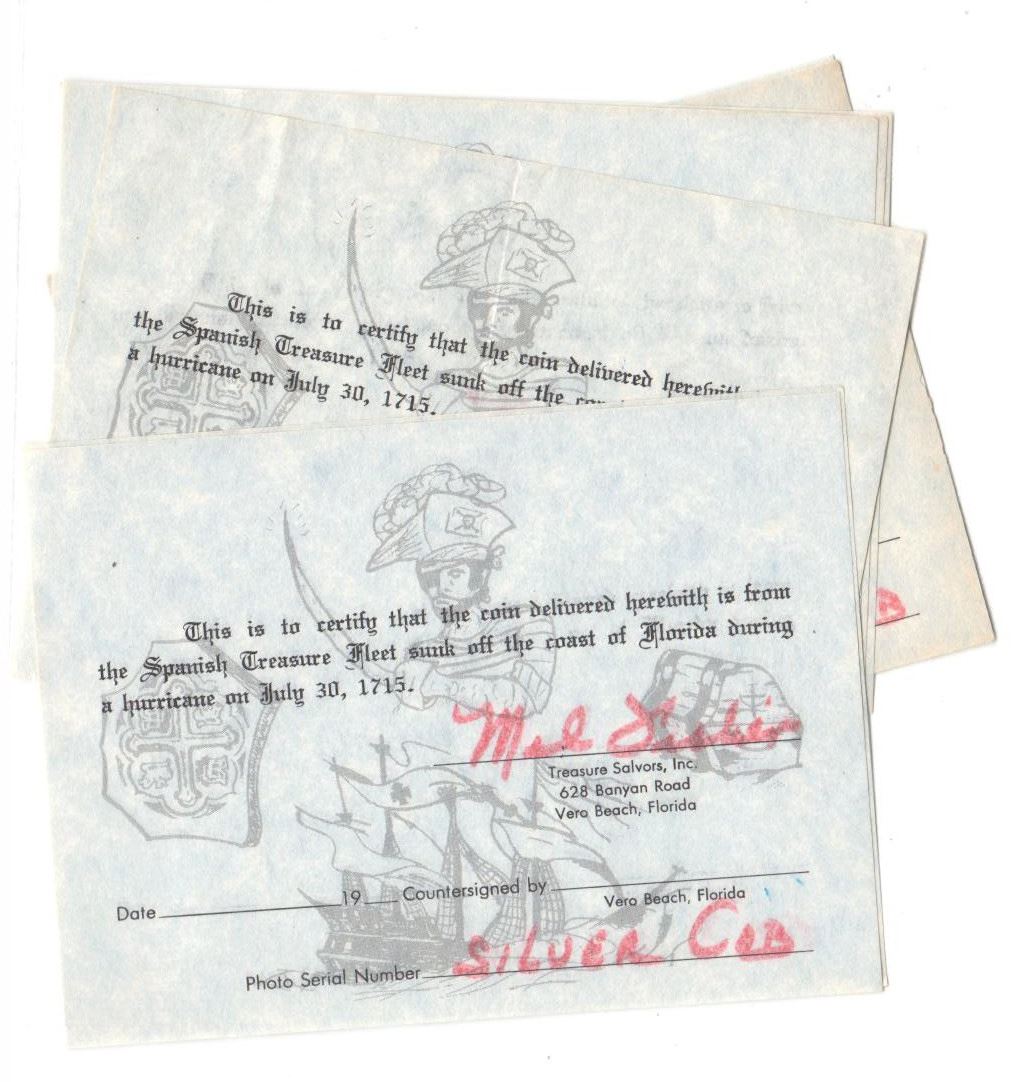 This is to certify that the coin delivered herewith
the Spanish Treasure Fleet sunk off the
a hurricane on July 30, 1715.
This is to certify that the coin delivered herewith is from
the Spanish Treasure Fleet sunk off the coast of Florida during
a hurricane on July 30, 1715.
Mel Fisher
Treasure Salvors, Inc.
628 Banyan Road
Vero Beach, Florida
Date 19 Countersigned by
Vero Beach, Florida
Photo Serial Number SILVER COB